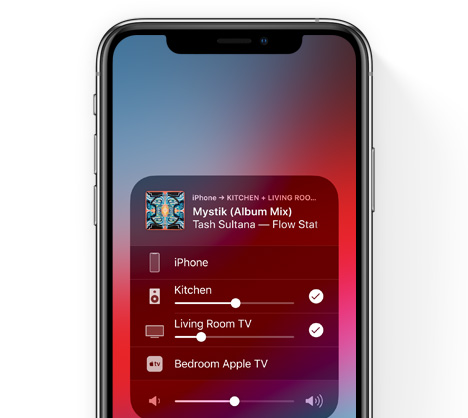 iPhone → KITCHEN + LIVING ROO...
Mystik (Album Mix)
Tash Sultana — Flow Stat
iPhone
Kitchen
Living Room TV
tv
Bedroom Apple TV